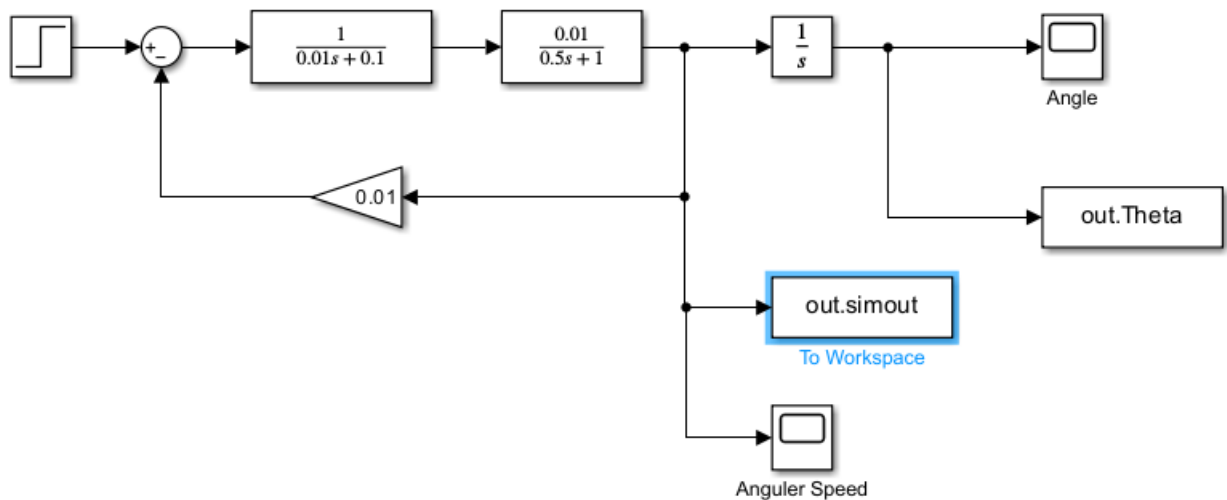 +
−
1
0.01s + 0.1
0.01
0.5s + 1
1
s
Angle
0.01
out.Theta
out.simout
To Workspace
Anguler Speed